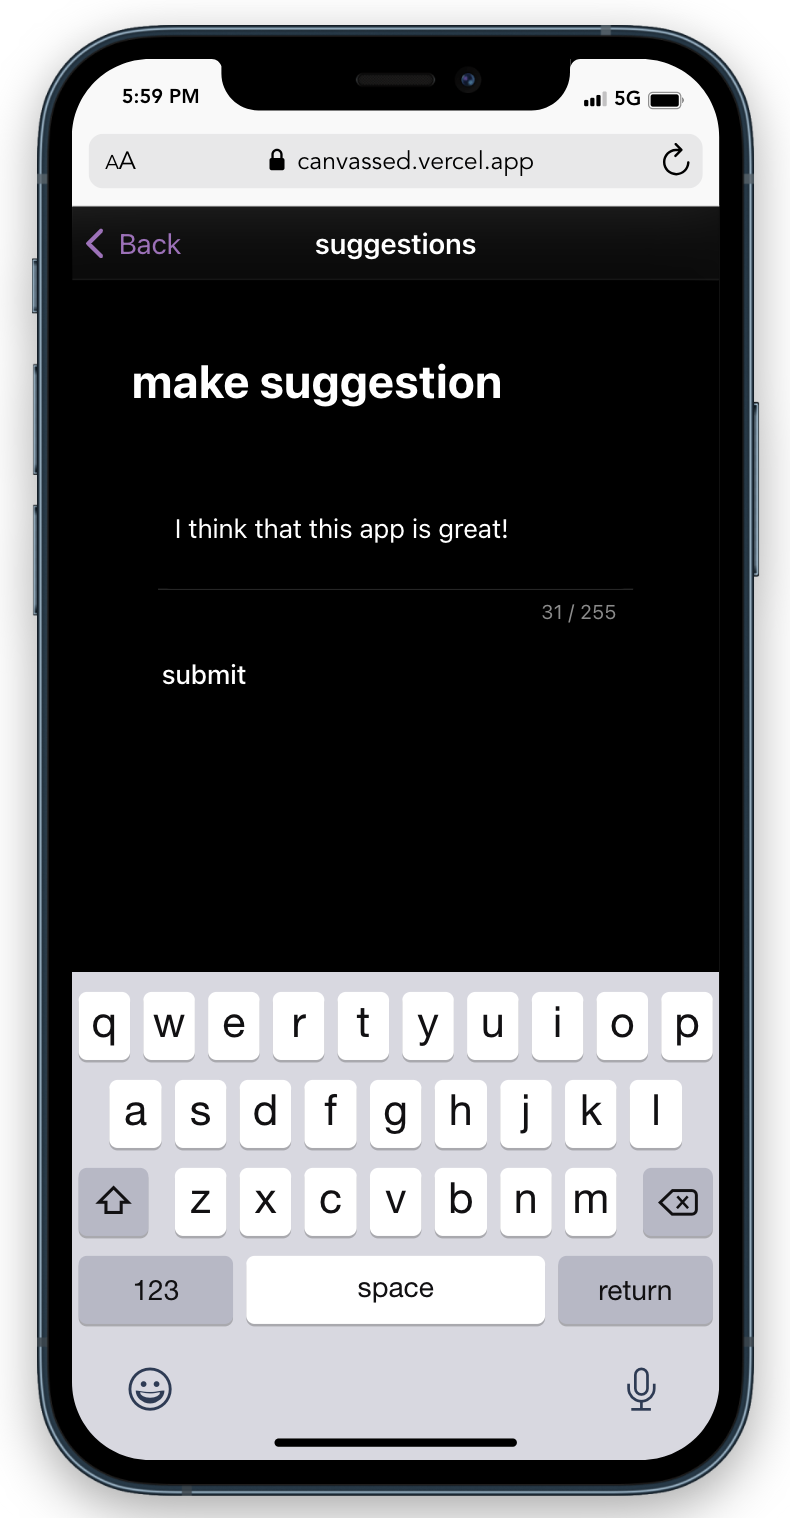 5:59 PM 5G
AA canvassed.vercel.app
Back suggestions
make suggestion
I think that this app is great!
31 / 255
submit
q w e r t y u i o p
a s d f g h j k l
z x c v b n m
123 space return